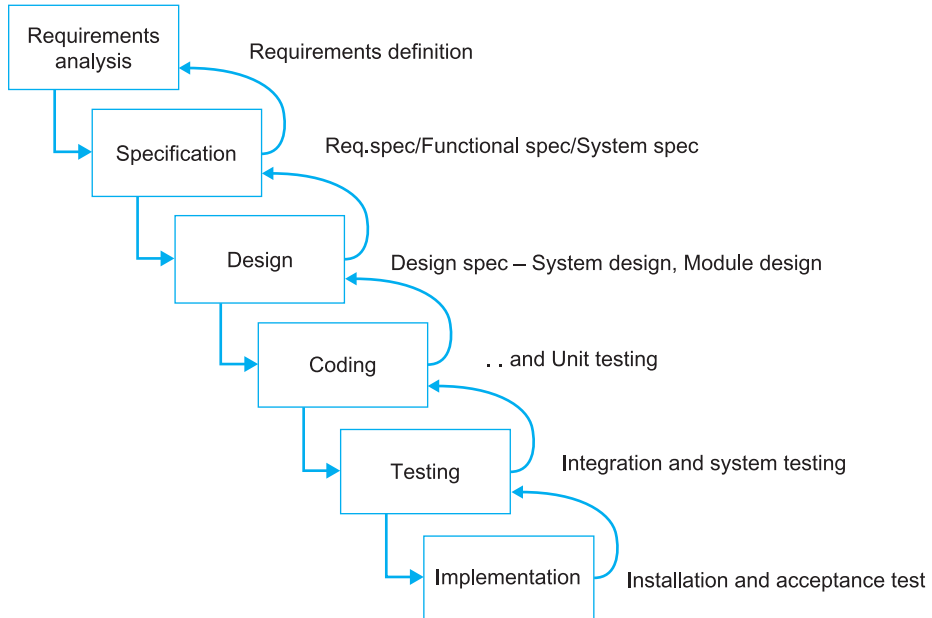 Requirements
analysis
Requirements definition
Specification
Req.spec/Functional spec/System spec
Design
Design spec – System design, Module design
Coding
. . and Unit testing
Testing
Integration and system testing
Implementation
Installation and acceptance test